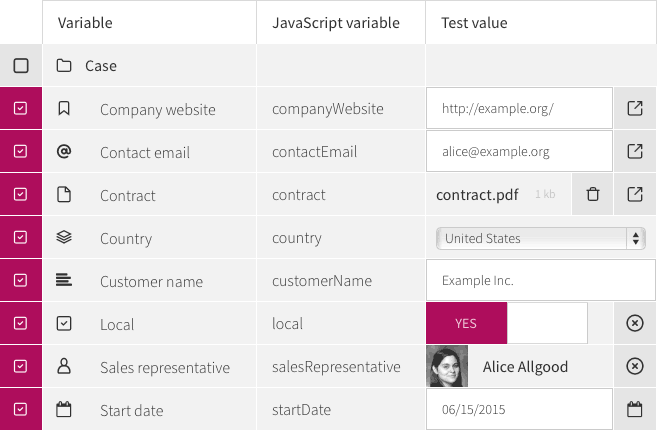 Variable JavaScript variable Test value
Case
Company website companyWebsite http://example.org/
Contact email contactEmail alice@example.org
Contract contract contract.pdf 1 kb
Country country United States
Customer name customerName Example Inc.
Local local YES
Sales representative salesRepresentative Alice Allgood
Start date startDate 06/15/2015